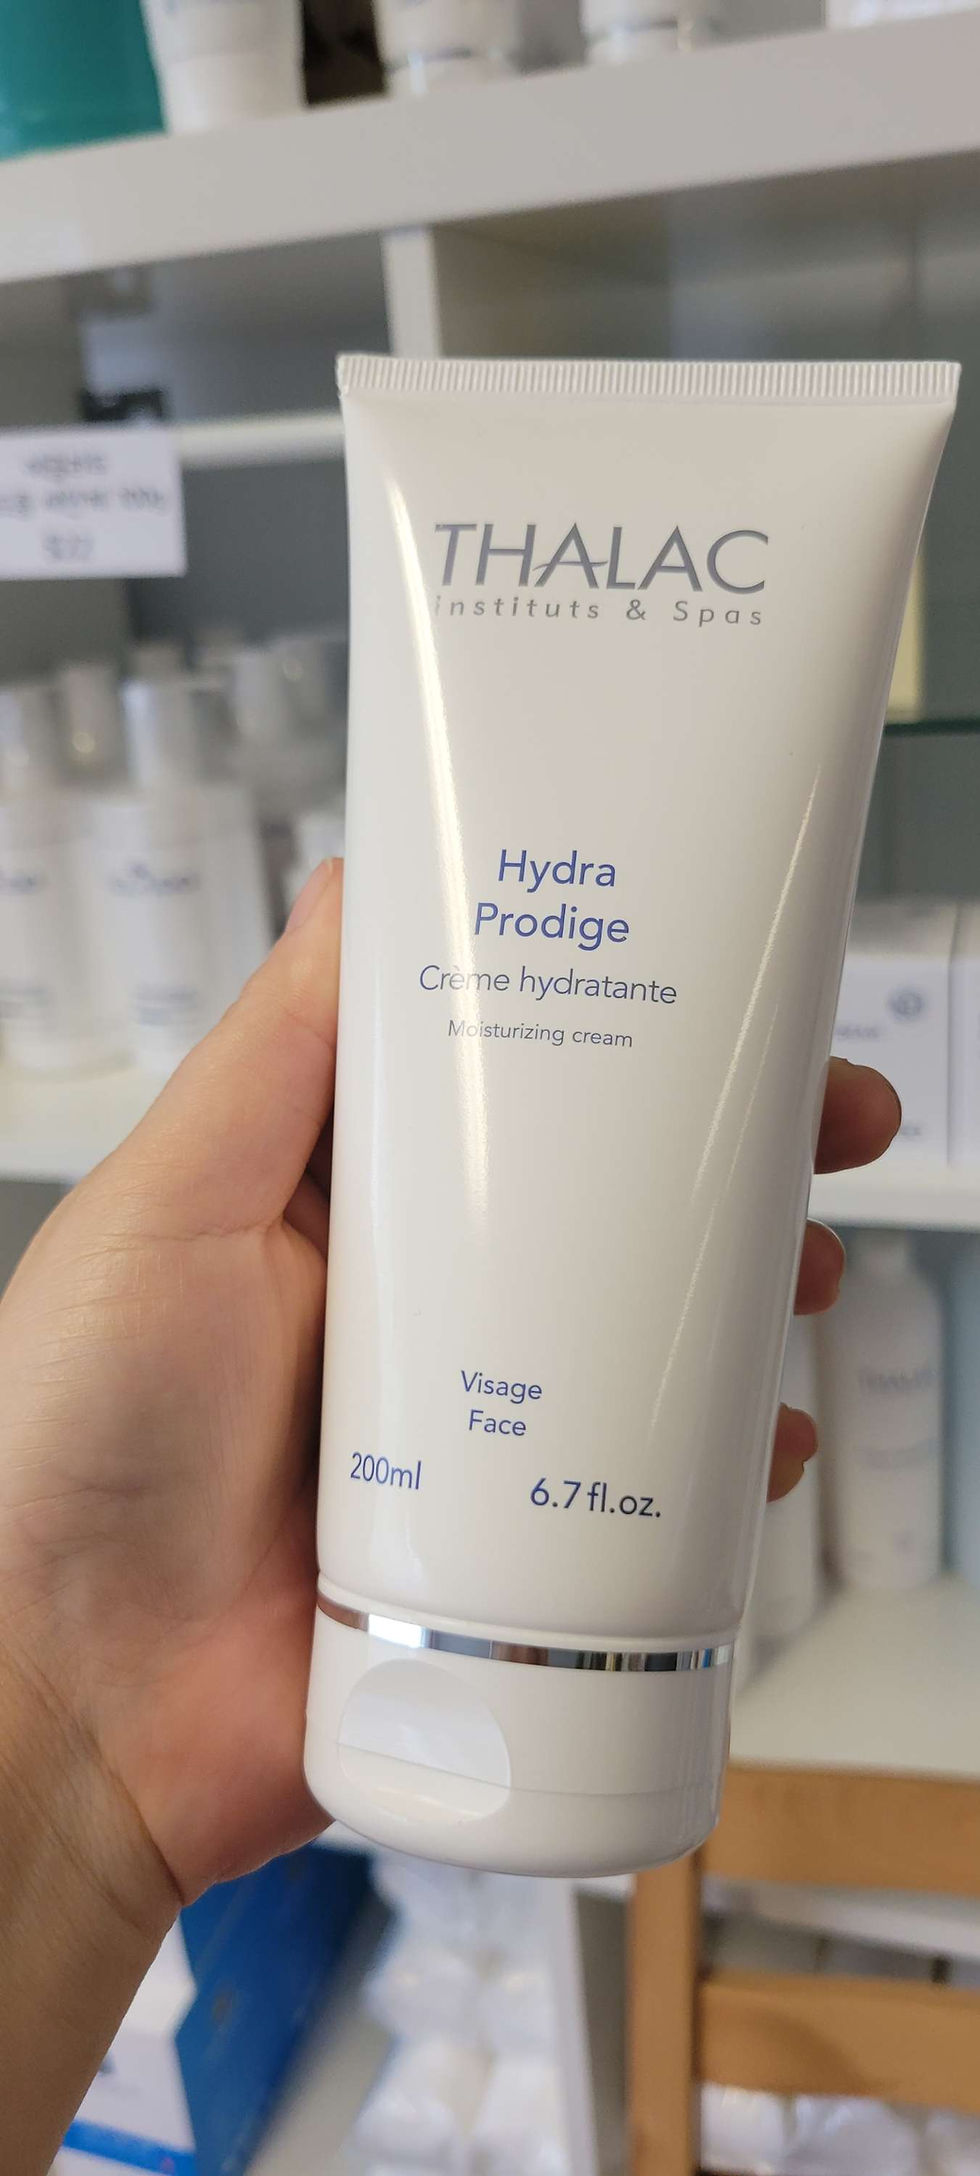 THALAC
instituts & Spas
Hydra
Prodige
Crème hydratante
Moisturizing cream
Visage
Face
200ml
6.7 fl.oz.